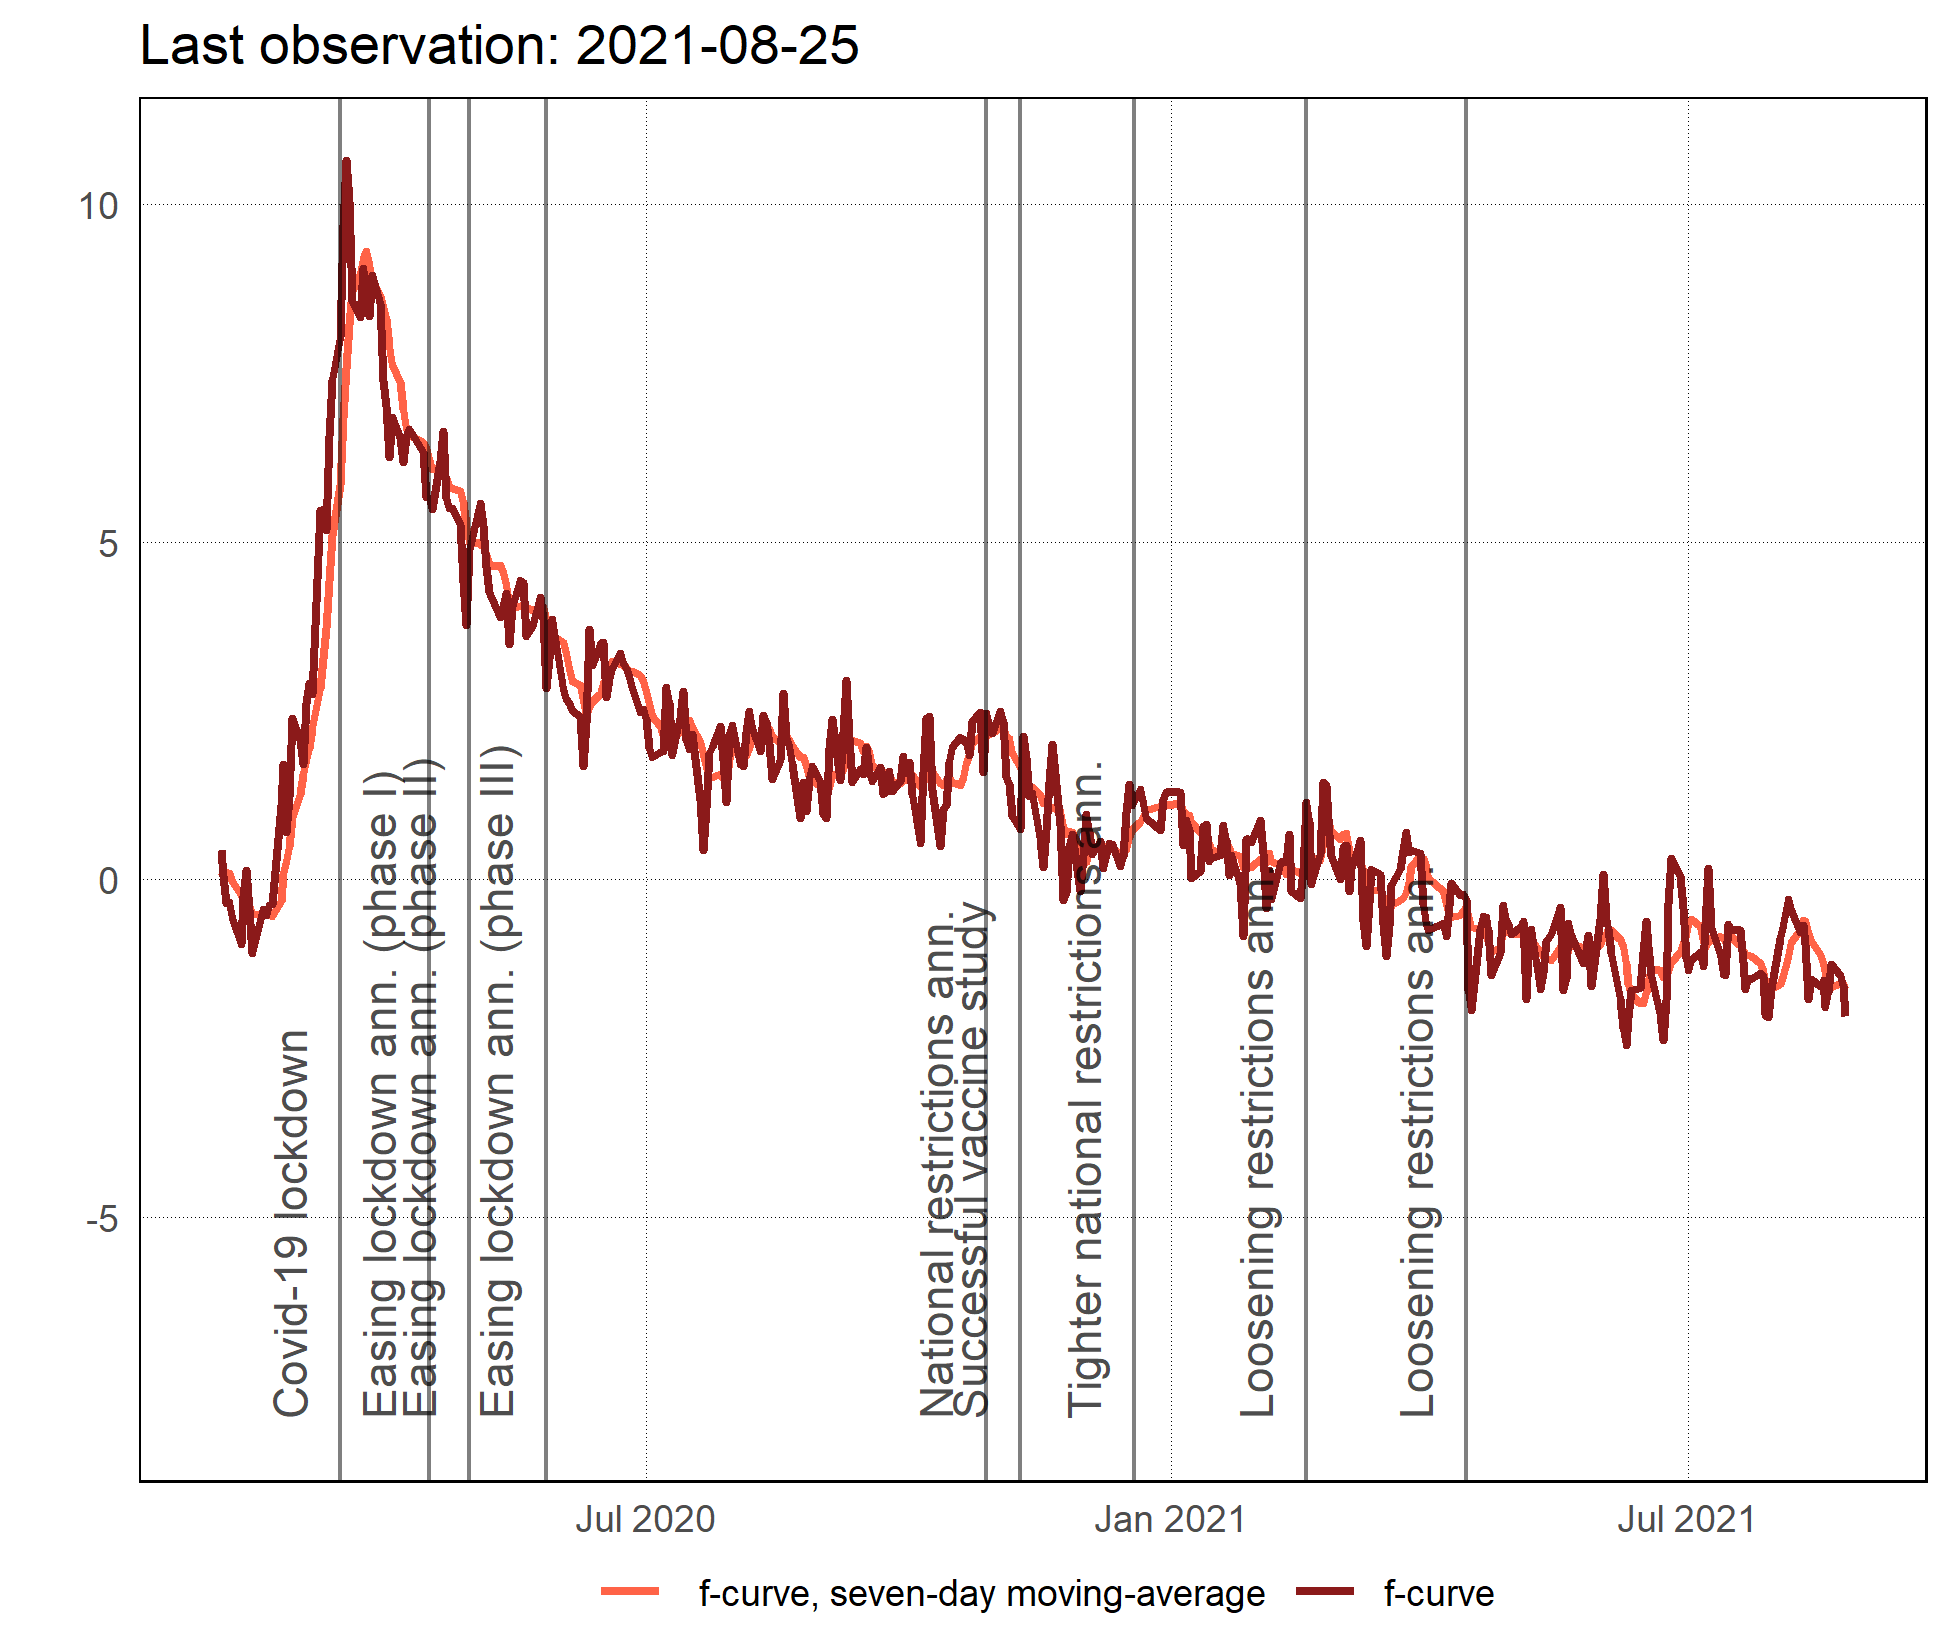 Last observation: 2021-08-25
10
5
0
-5
Covid-19 lockdown
Easing lockdown ann. (phase I)
Easing lockdown ann. (phase II)
Easing lockdown ann. (phase III)
National restrictions ann.
Successful vaccine study
Tighter national restrictions ann.
Loosening restrictions ann.
Loosening restrictions ann.
Jul 2020
Jan 2021
Jul 2021
f-curve, seven-day moving-average
f-curve